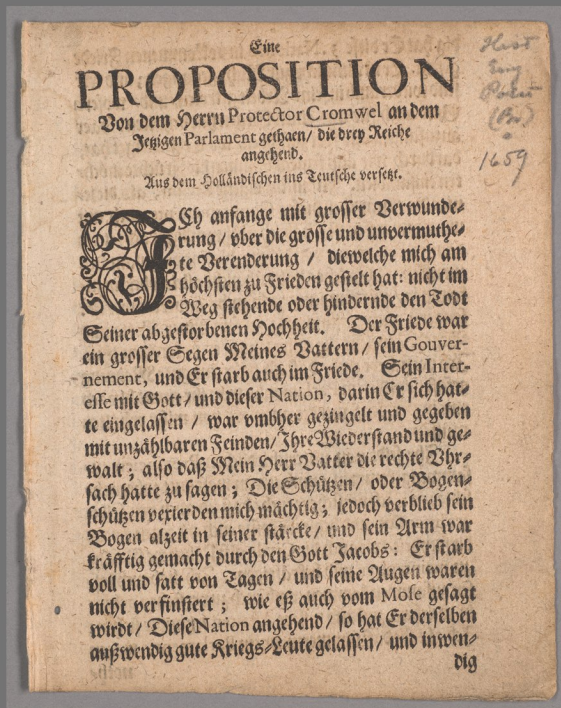 Eine
PROPOSITION
Von dem Herrn Protector Cromwel an dem
Jetzigen Parlament gethaen / die drey Reiche
angehend.
Aus dem Holländischen ins Teutsche versetzt.
ICh anfange mit grosser Verwunde-
rung / vber die grösse und unvermuthe-
te Verenderung / diewelche mich am
höchsten zu Frieden gestelt hat: nicht im
Weg stehende oder hindernde den Todt
Seiner abgestorbenen Hochheit. Der Friede war
ein grosser Segen Meines Vattern / sein Gouver-
nement, und Er starb auch im Friede. Sein Inter-
esse mit Gott / und dieser Nation, darin Er sich hat-
te eingelassen / war vmbher gezingelt und gegeben
mit unzählbaren Feinden / Ihre Wiederstand und ge-
walt ; also daß Mein Herr Vatter die rechte Vhr-
sach hatte zu sagen ; Die Schützen / oder Bogen-
schützen vexierden mich mächtig ; jedoch verblieb sein
Bogen alzeit in seiner stärcke / und sein Arm war
kräfftig gemacht durch den Gott Jacobs : Er starb
voll und satt von Tagen / und seine Augen waren
nicht verfinstert ; wie eß auch vom Mose gesagt
wirdt / Diese Nation angehend / so hat Er derselben
außwendig gute Kriegs-Leute gelassen / und inwen-
dig
Hist
Eng
1659